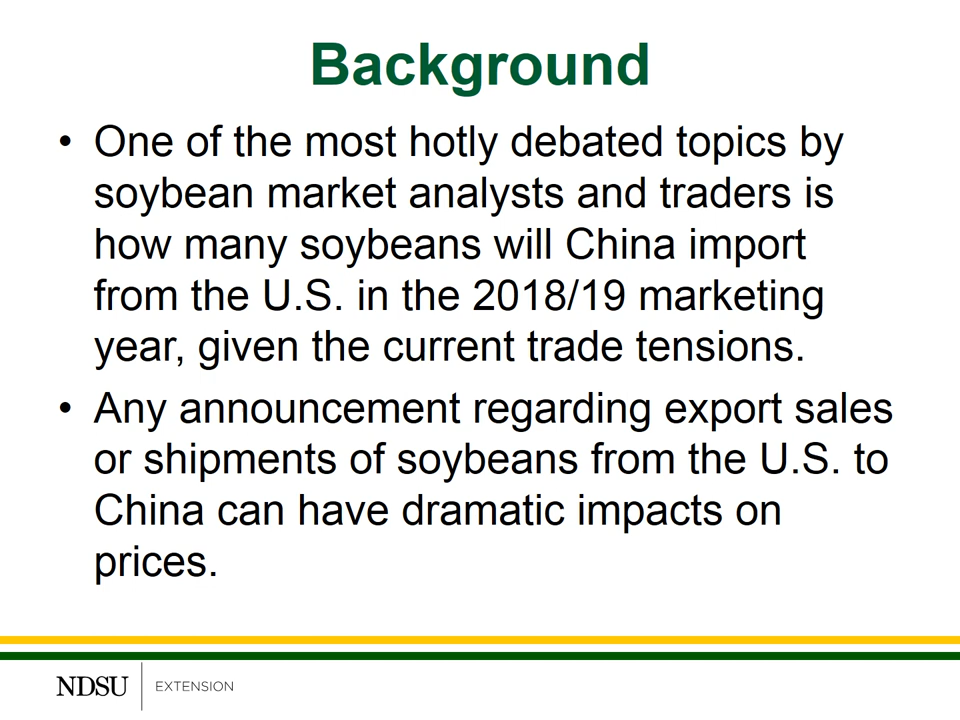 Background
• One of the most hotly debated topics by
soybean market analysts and traders is
how many soybeans will China import
from the U.S. in the 2018/19 marketing
year, given the current trade tensions.
• Any announcement regarding export sales
or shipments of soybeans from the U.S. to
China can have dramatic impacts on
prices.
NDSU EXTENSION